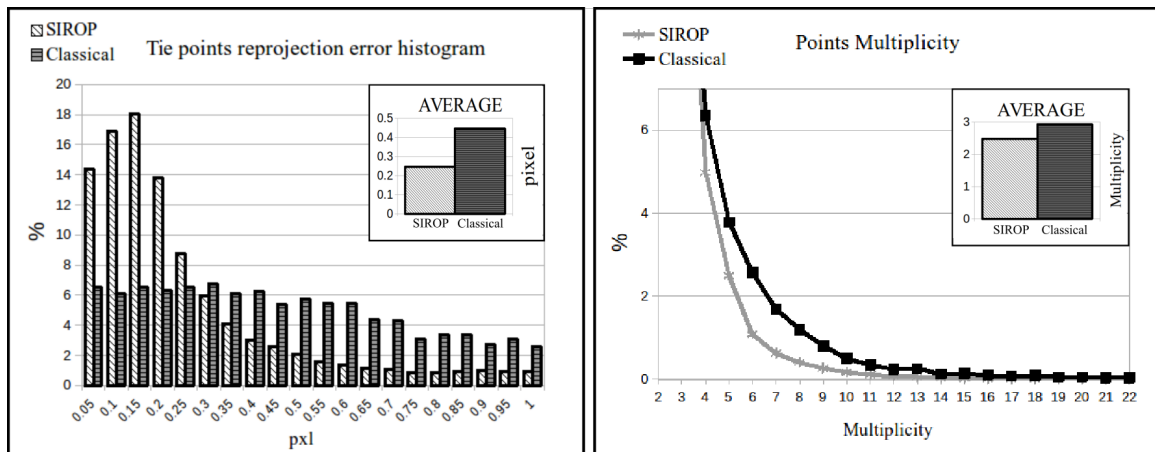 SIROP
Classical
Tie points reprojection error histogram
20
18
16
14
12
10
8
6
4
2
0
%
AVERAGE
0.5
0.4
0.3
0.2
0.1
0
SIROP Classical
pixel
0.05 0.1 0.15 0.2 0.25 0.3 0.35 0.4 0.45 0.5 0.55 0.6 0.65 0.7 0.75 0.8 0.85 0.9 0.95 1
pxl
SIROP
Classical
Points Multiplicity
6
4
2
0
%
AVERAGE
3
2
1
0
SIROP Classical
Multiplicity
2 3 4 5 6 7 8 9 10 11 12 13 14 15 16 17 18 19 20 21 22
Multiplicity